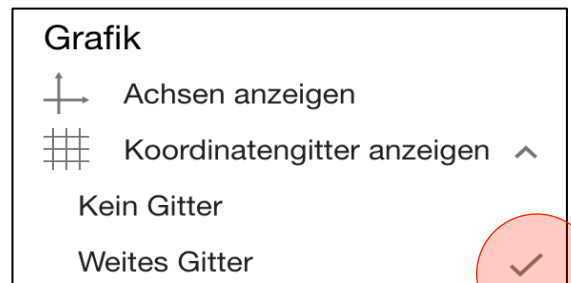 Grafik
Achsen anzeigen
Koordinatengitter anzeigen
Kein Gitter
Weites Gitter